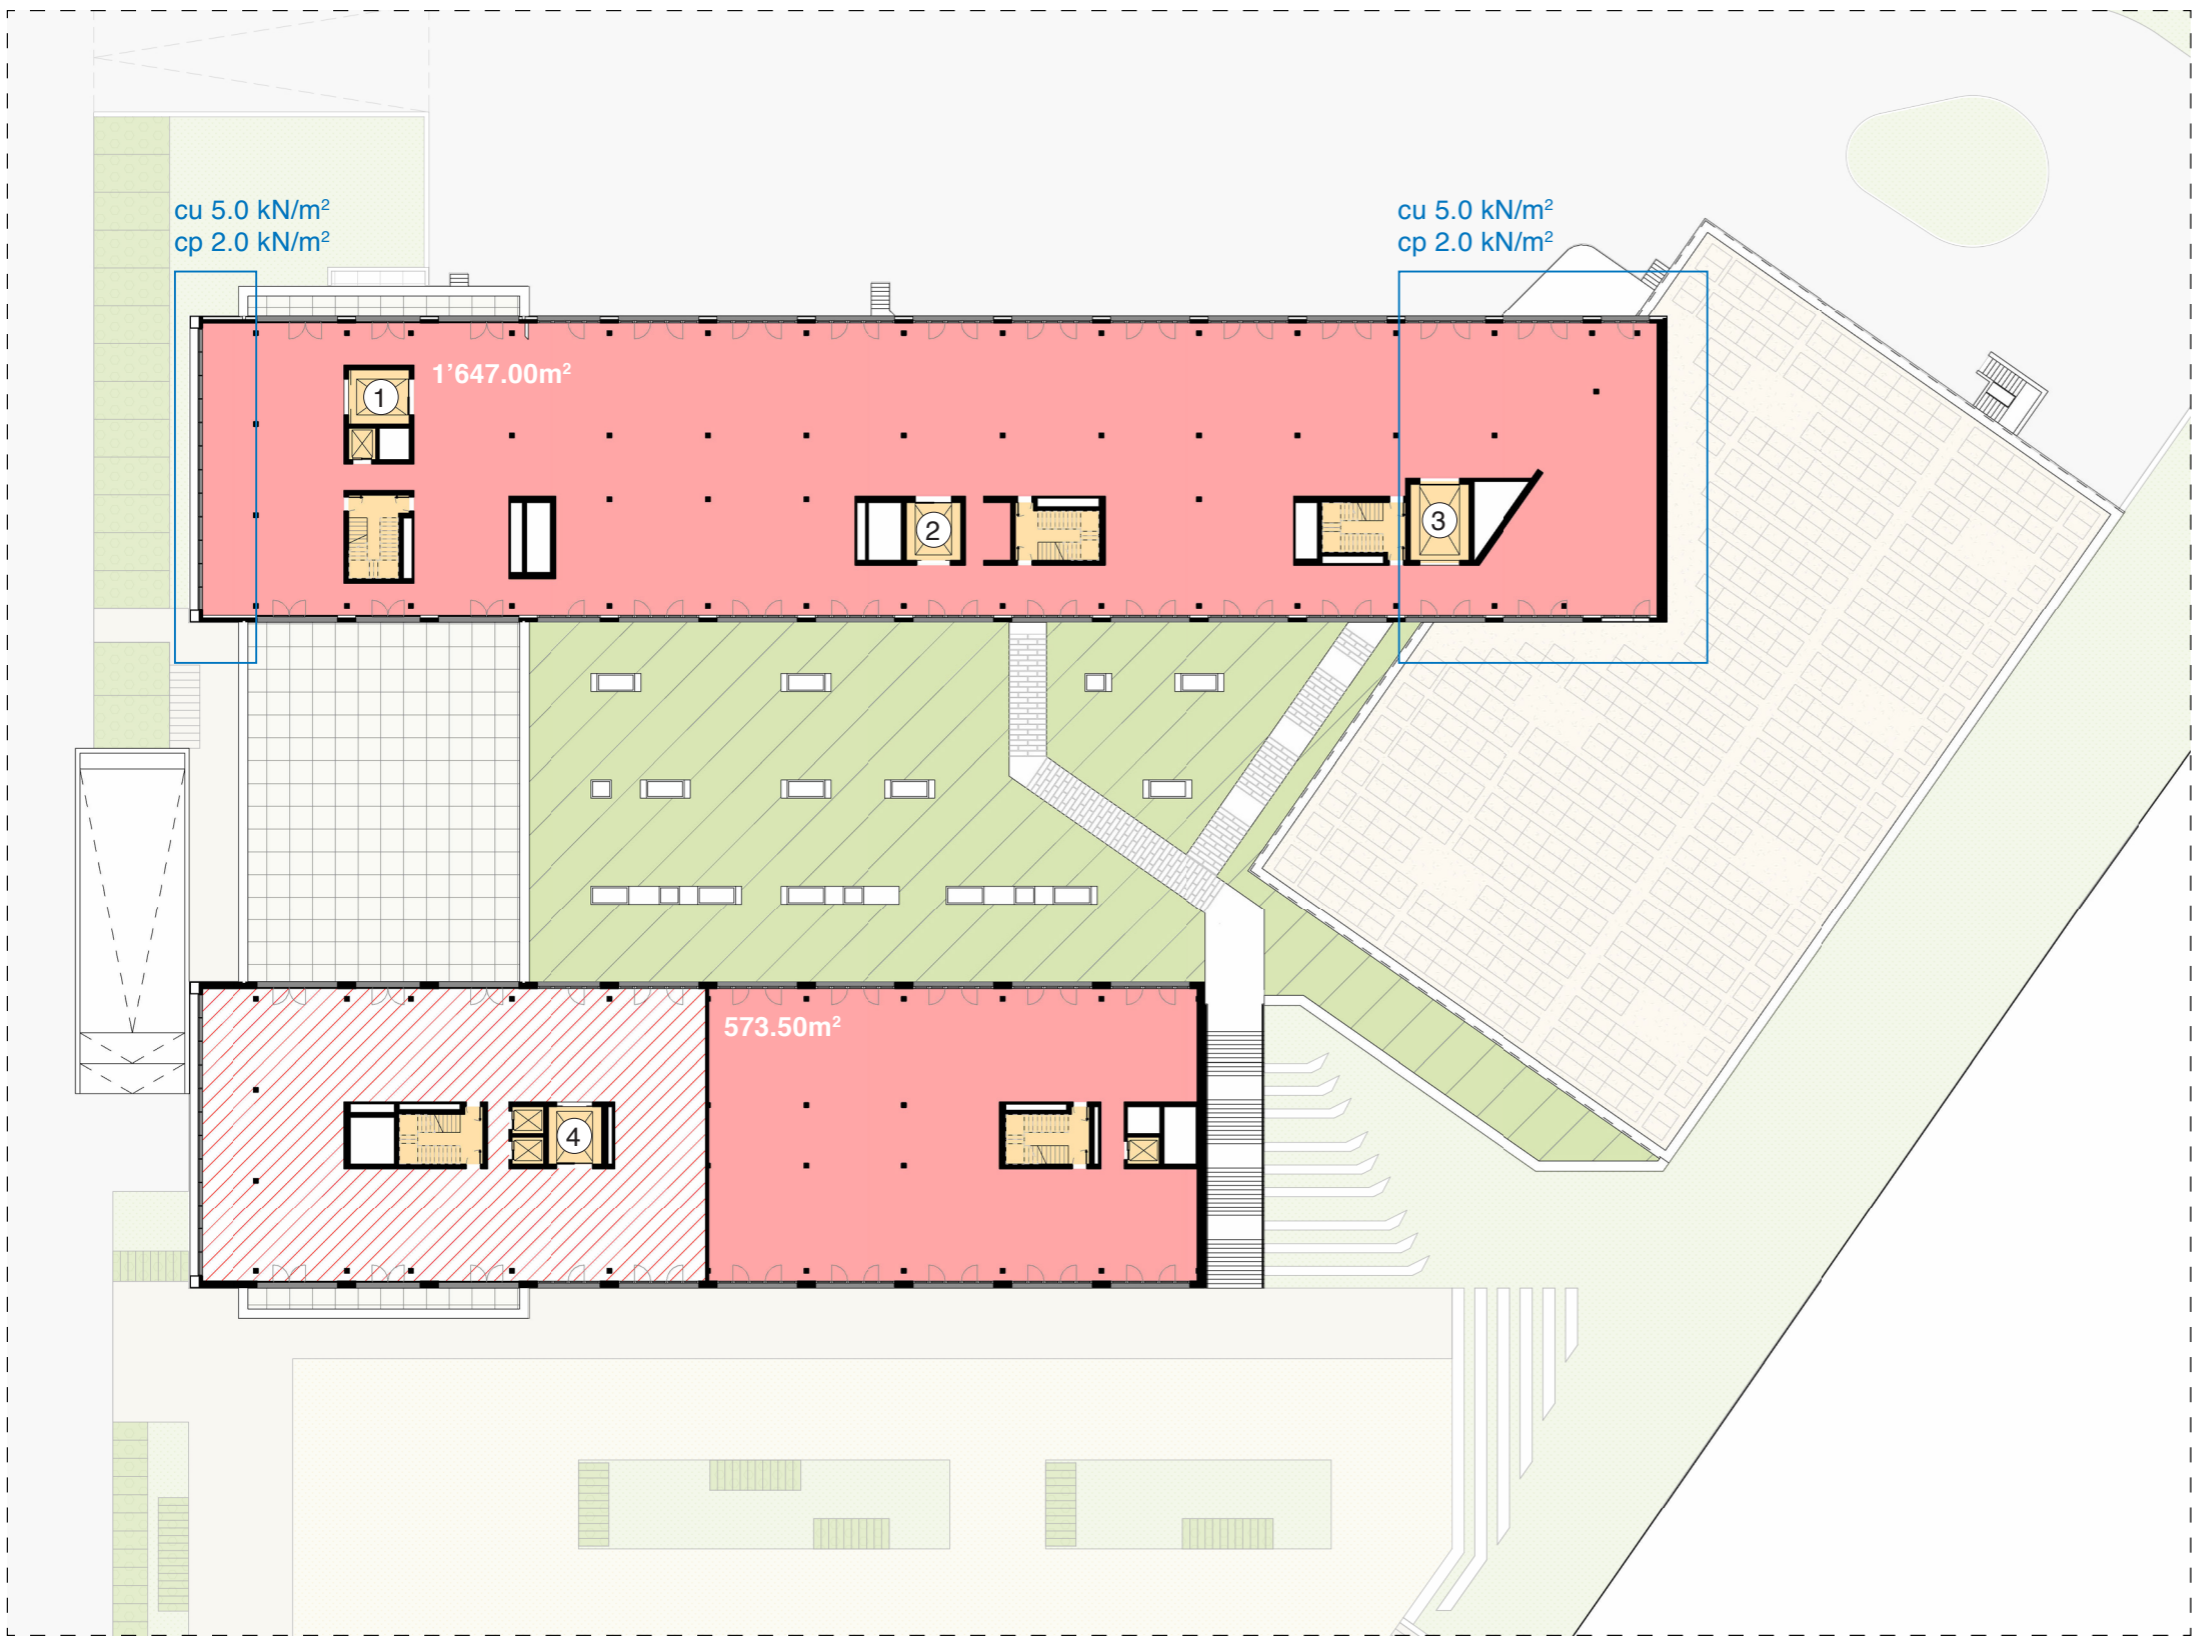 cu 5.0 kN/m²
cp 2.0 kN/m²
cu 5.0 kN/m²
cp 2.0 kN/m²
1’647.00m²
1
2
3
573.50m²
4